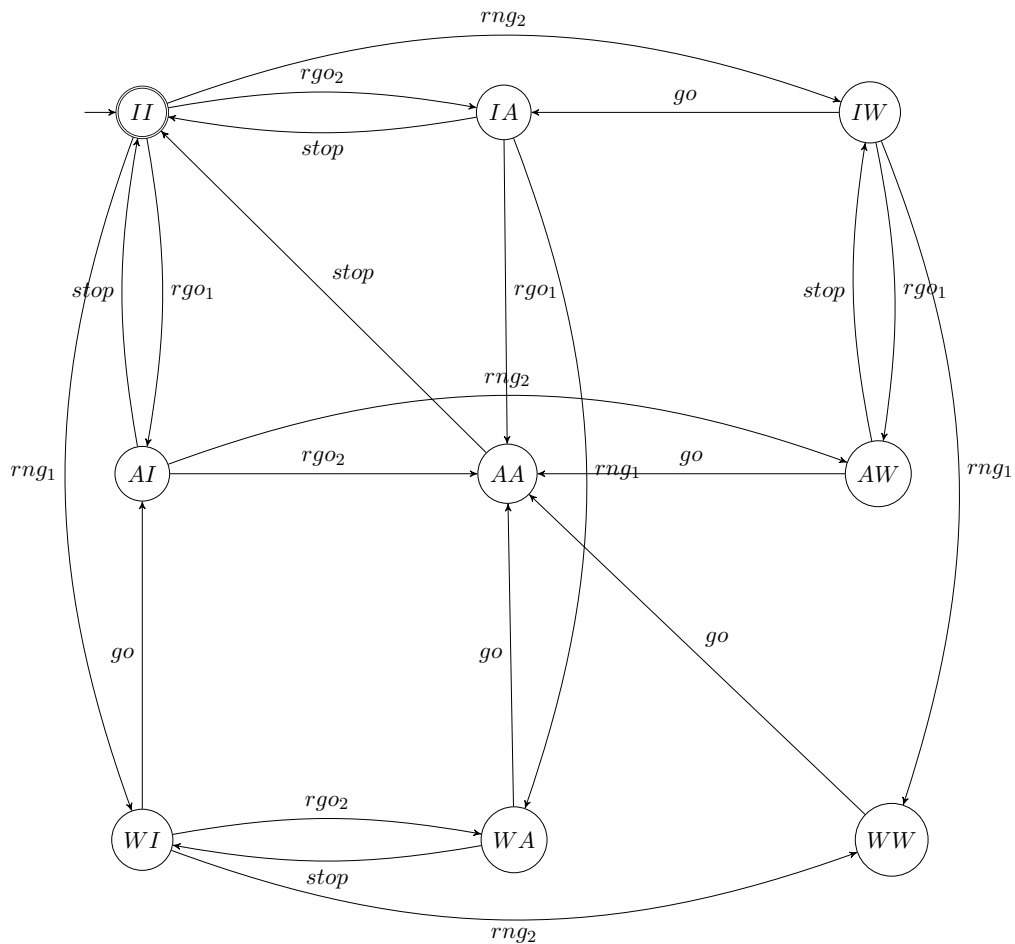 rng₂
rgo₂
II IA go IW
stop
stop
stop rgo₁ rgo₁ stop rgo₁
rng₂
rng₁ AI rgo₂ AA rng₁ go AW rng₁
go
go go
rgo₂
WI WA WW
stop
rng₂